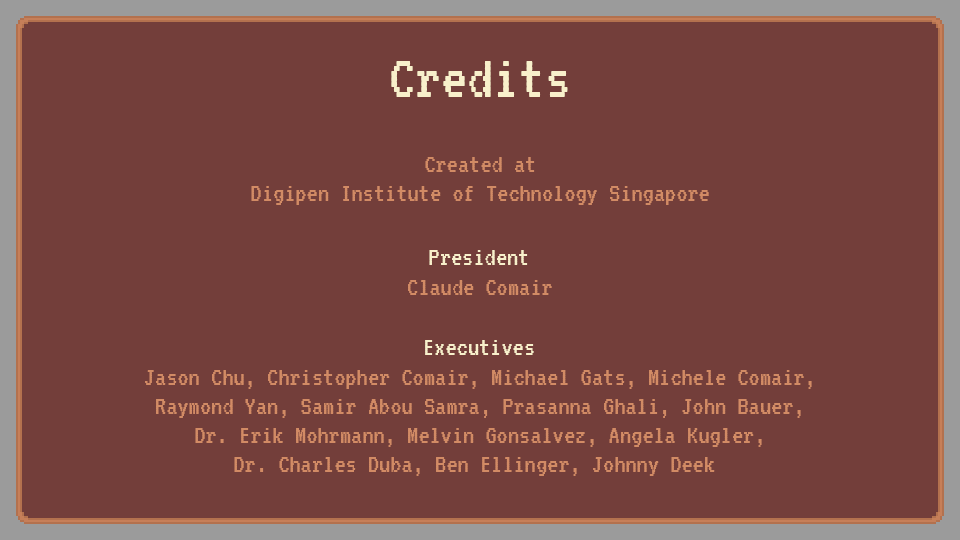 Credits
Created at
Digipen Institute of Technology Singapore
President
Claude Comair
Executives
Jason Chu, Christopher Comair, Michael Gats, Michele Comair,
Raymond Yan, Samir Abou Samra, Prasanna Ghali, John Bauer,
Dr. Erik Mohrmann, Melvin Gonsalvez, Angela Kugler,
Dr. Charles Duba, Ben Ellinger, Johnny Deek